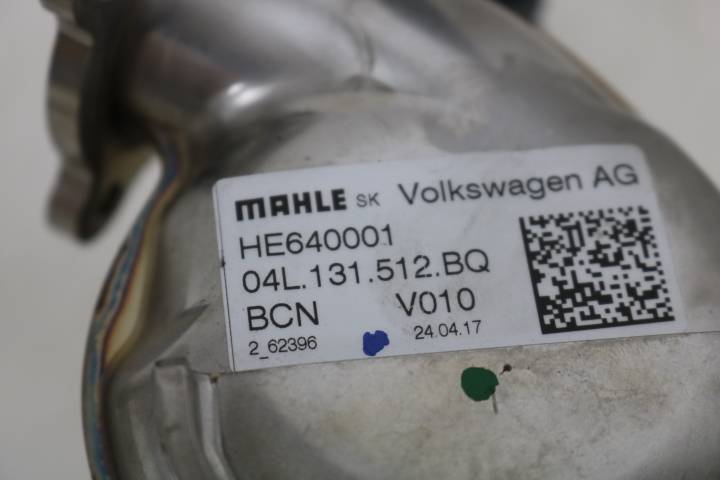 MAHLE SK Volkswagen AG
HE640001
04L.131.512.BQ
BCN V010
2_62396 24.04.17